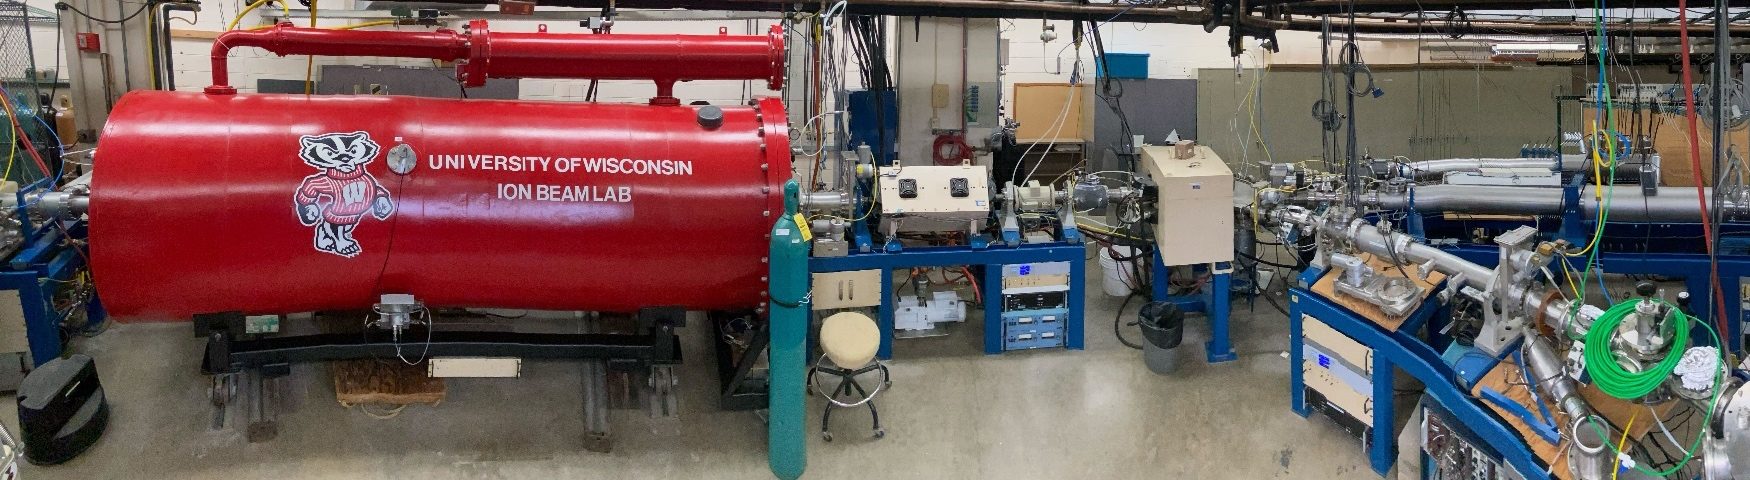 UNIVERSITY OF WISCONSIN
ION BEAM LAB
W